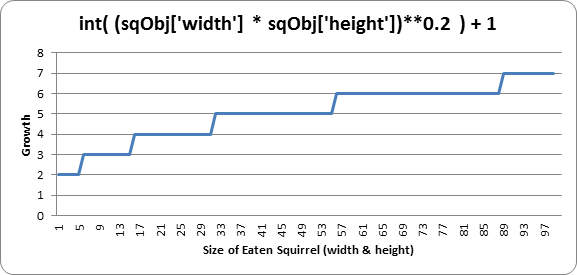 int( (sqObj['width'] * sqObj['height'])**0.2 ) + 1
8
7
6
5
4
3
2
1
0
Growth
1 5 9 13 17 21 25 29 33 37 41 45 49 53 57 61 65 69 73 77 81 85 89 93 97
Size of Eaten Squirrel (width & height)